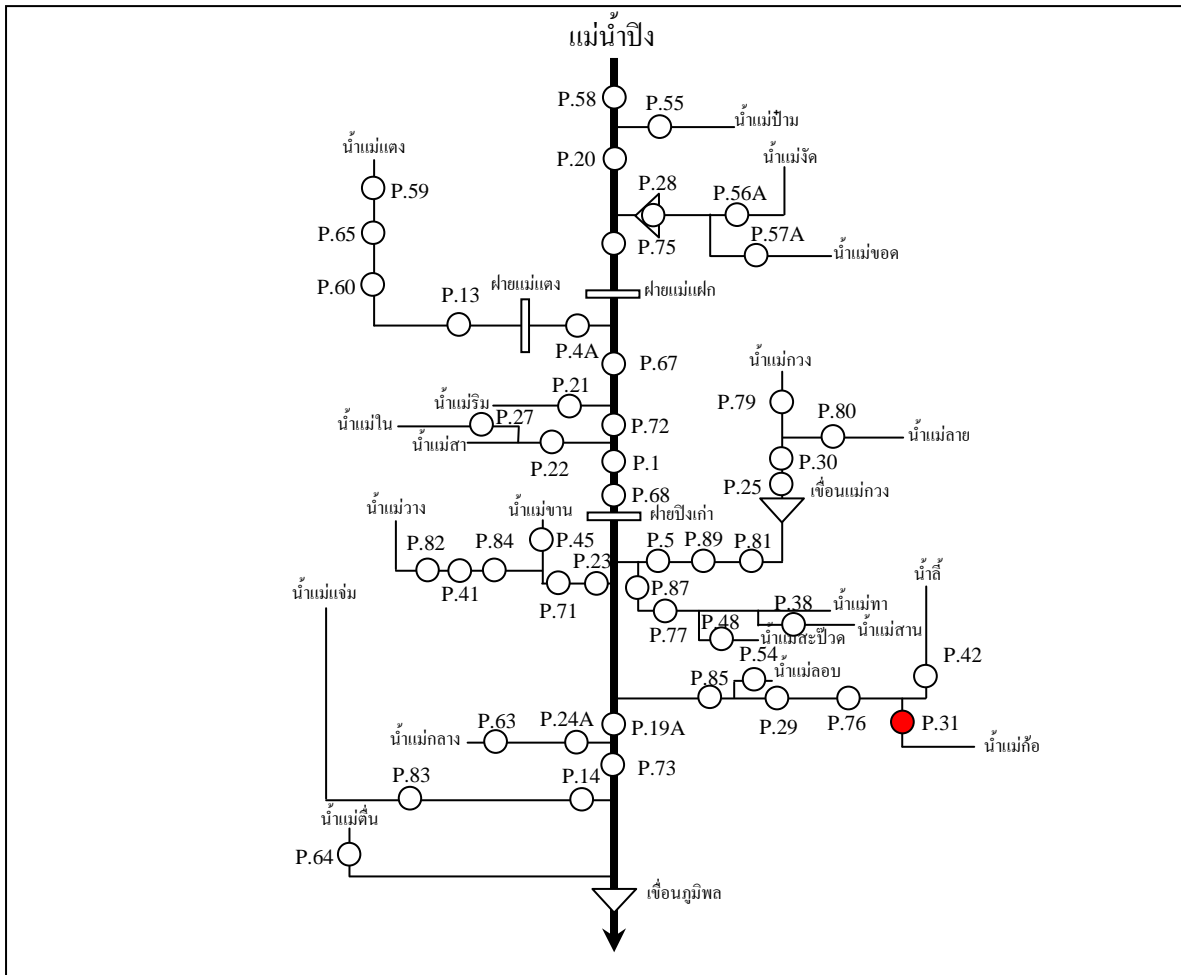 แม่น้ำปิง
P.58
P.55
น้ำแม่ป๋าม
น้ำแม่แตง
P.20
น้ำแม่งัด
P.59
P.28
P.56A
P.65
P.75
P.57A
น้ำแม่ขอด
P.60
P.13
ฝายแม่แตง
ฝายแม่แฝก
P.4A
P.67
น้ำแม่กวง
P.21
น้ำแม่ริม
P.79
P.80
น้ำแม่ใน
P.27
P.72
น้ำแม่ลาย
น้ำแม่สา
P.22
P.1
P.30
P.68
P.25
เขื่อนแม่กวง
น้ำแม่วาง
น้ำแม่ขาน
ฝายปิงเก่า
P.82
P.84
P.45
P.23
P.5
P.89
P.81
น้ำลี้
P.41
P.71
P.87
น้ำแม่แจ่ม
P.77
P.48
P.38
น้ำแม่ทา
น้ำแม่สะป๊วด
น้ำแม่สาน
P.54
P.42
P.85
น้ำแม่ลอบ
P.63
P.24A
P.19A
P.29
P.76
P.31
น้ำแม่กลาง
น้ำแม่ก้อ
P.73
P.83
P.14
น้ำแม่ตื่น
P.64
เขื่อนภูมิพล